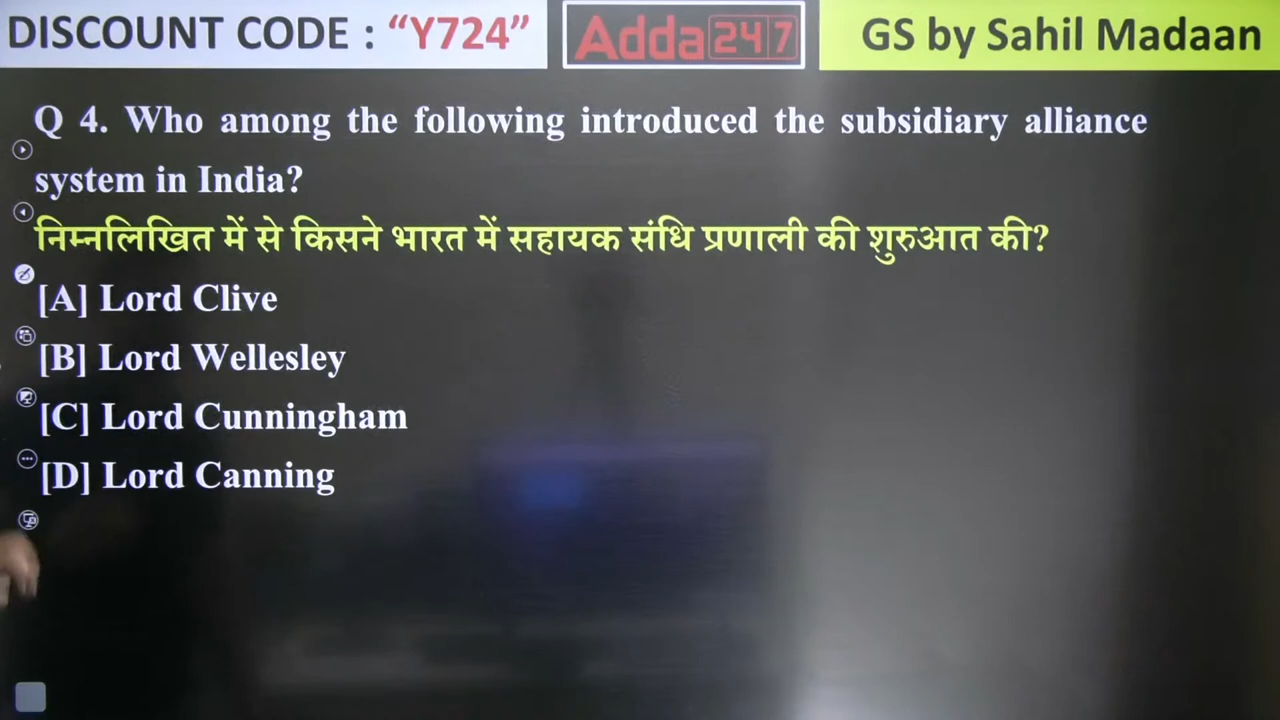 DISCOUNT CODE : “Y724”
Adda247
GS by Sahil Madaan
Q 4. Who among the following introduced the subsidiary alliance
system in India?
निम्नलिखित में से किसने भारत में सहायक संधि प्रणाली की शुरुआत की?
[A] Lord Clive
[B] Lord Wellesley
[C] Lord Cunningham
[D] Lord Canning